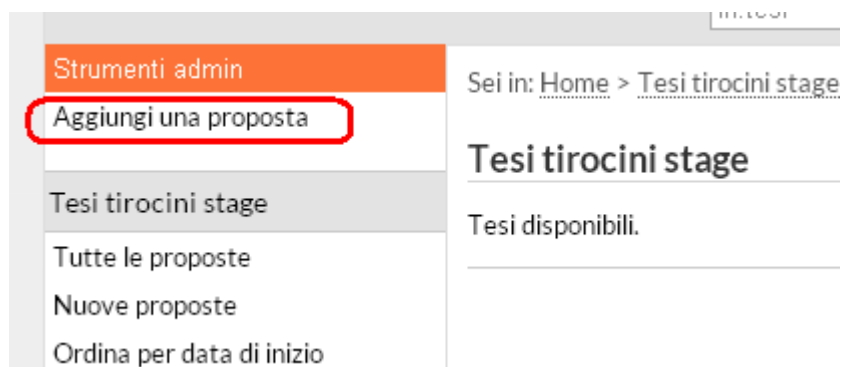 Strumenti admin
Aggiungi una proposta
Tesi tirocini stage
Tutte le proposte
Nuove proposte
Ordina per data di inizio
Sei in: Home > Tesi tirocini stage
Tesi tirocini stage
Tesi disponibili.